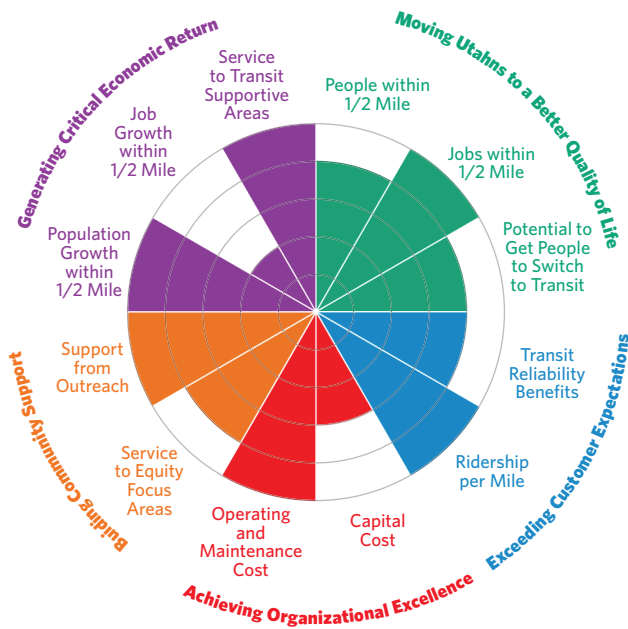 Generating Critical Economic Return
Moving Utahns to a Better Quality of Life
Service
to Transit
Supportive
Areas
People within
1/2 Mile
Job
Growth
within
1/2 Mile
Jobs within
1/2 Mile
Population
Growth
within
1/2 Mile
Potential to
Get People
to Switch
to Transit
Support
from
Outreach
Transit
Reliability
Benefits
Service
to Equity
Focus
Areas
Ridership
per Mile
Operating
and
Maintenance
Cost
Capital
Cost
Building Community Support
Exceeding Customer Expectations
Achieving Organizational Excellence